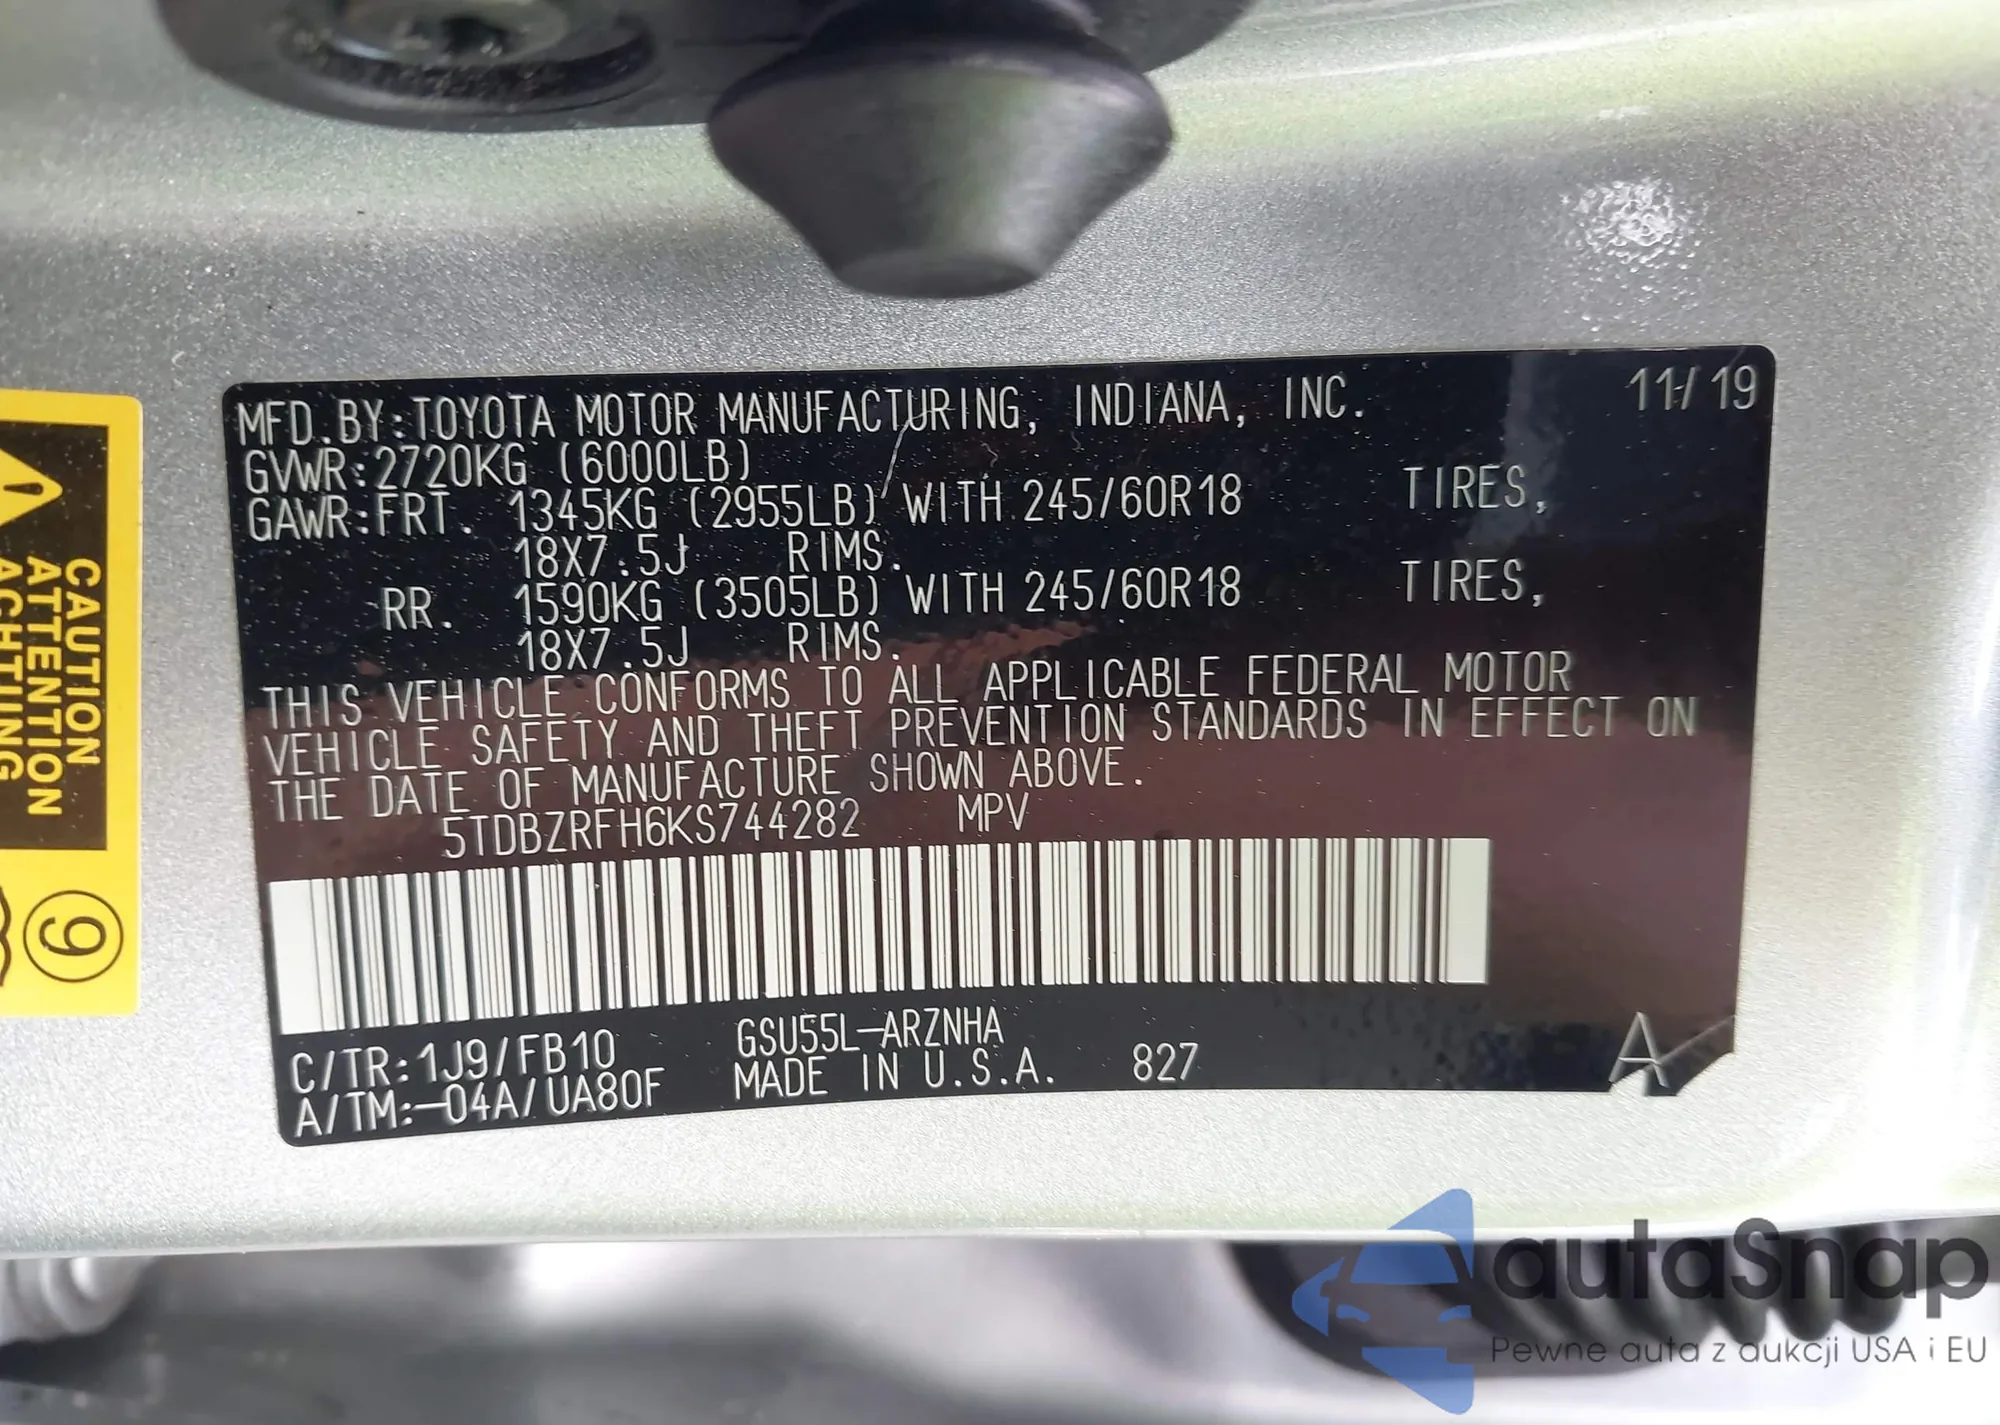 MFD.BY:TOYOTA MOTOR MANUFACTURING, INDIANA, INC. 11/19
GVWR:2720KG (6000LB)
GAWR:FRT. 1345KG (2955LB) WITH 245/60R18 TIRES,
18X7.5J RIMS.
RR. 1590KG (3505LB) WITH 245/60R18 TIRES,
18X7.5J RIMS.
THIS VEHICLE CONFORMS TO ALL APPLICABLE FEDERAL MOTOR
VEHICLE SAFETY AND THEFT PREVENTION STANDARDS IN EFFECT ON
THE DATE OF MANUFACTURE SHOWN ABOVE.
5TDBZRFH6KS744282 MPV
C/TR:1J9/FB10 GSU55L-ARZNHA
A/TM:-04A/UA80F MADE IN U.S.A. 827 A
CAUTION
ATTENTION
ACHTING
9
autaSnap
Pewne auta z aukcji USA i EU